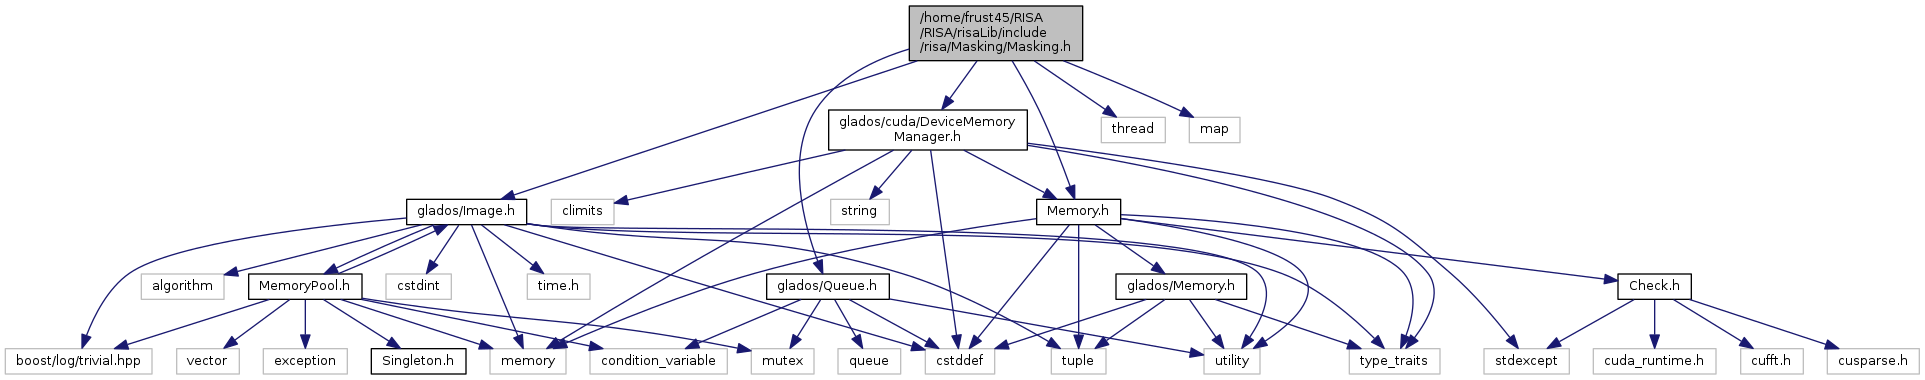 /home/frust45/RISA
/RISA/risaLib/include
/risa/Masking/Masking.h
glados/cuda/DeviceMemory
Manager.h
thread
map
glados/Image.h
climits
string
Memory.h
algorithm
MemoryPool.h
cstdint
time.h
glados/Queue.h
glados/Memory.h
Check.h
boost/log/trivial.hpp
vector
exception
Singleton.h
memory
condition_variable
mutex
queue
cstddef
tuple
utility
type_traits
stdexcept
cuda_runtime.h
cufft.h
cusparse.h